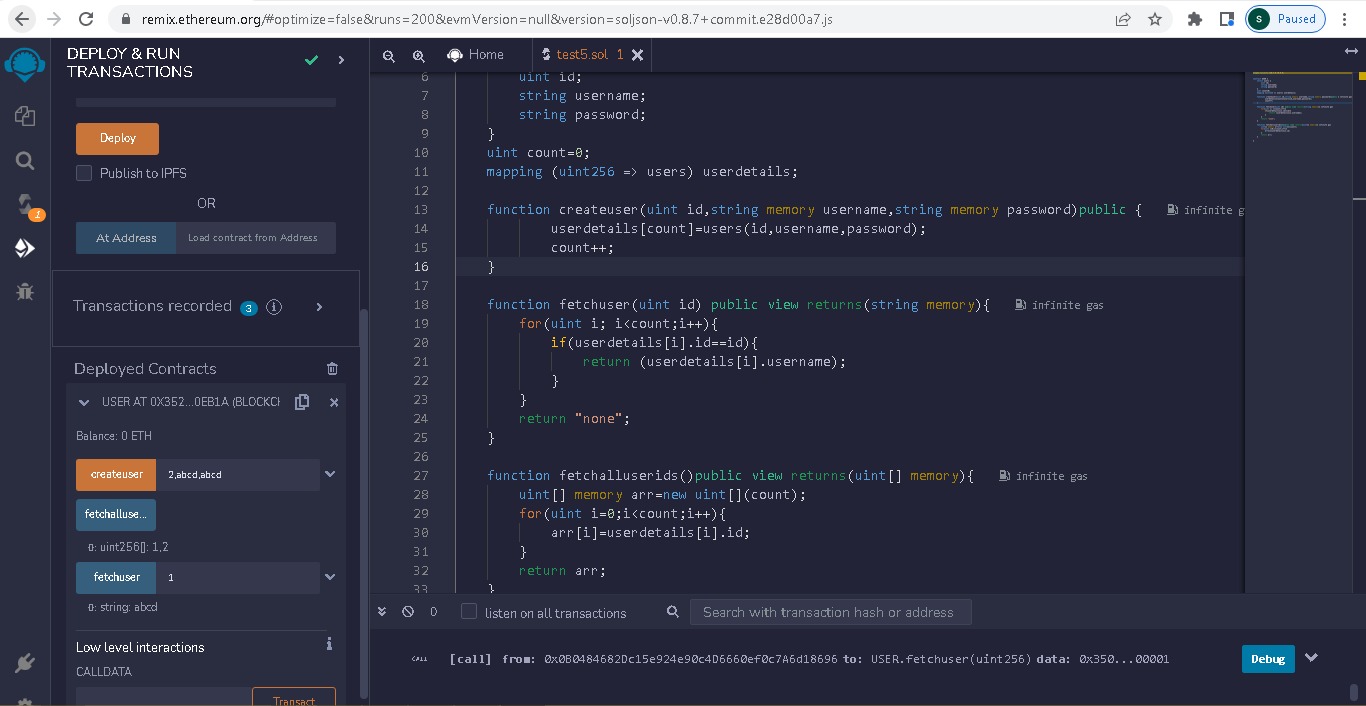 remix.ethereum.org/#optimize=false&runs=200&evmVersion=null&version=soljson-v0.8.7+commit.e28d00a7.js
S
Paused
DEPLOY & RUN
TRANSACTIONS
Deploy
Publish to IPFS
OR
At Address
Load contract from Address
1
Transactions recorded
3
Deployed Contracts
USER AT 0X352...0EB1A (BLOCKCH
Balance: 0 ETH
createuser
2,abcd,abcd
fetchalluse...
0: uint256[]: 1,2
fetchuser
1
0: string: abcd
Low level interactions
CALLDATA
Transact
Home
test5.sol 1
6 uint id;
7 string username;
8 string password;
9 }
10 uint count=0;
11 mapping (uint256 => users) userdetails;
12
13 function createuser(uint id,string memory username,string memory password)public { infinite g
14 userdetails[count]=users(id,username,password);
15 count++;
16 }
17
18 function fetchuser(uint id) public view returns(string memory){ infinite gas
19 for(uint i; i<count;i++){
20 if(userdetails[i].id==id){
21 return (userdetails[i].username);
22 }
23 }
24 return "none";
25 }
26
27 function fetchalluserids()public view returns(uint[] memory){ infinite gas
28 uint[] memory arr=new uint[](count);
29 for(uint i=0;i<count;i++){
30 arr[i]=userdetails[i].id;
31 }
32 return arr;
33 }
0
listen on all transactions
Search with transaction hash or address
CALL
[call] from: 0x0B0484682Dc15e924e90c4D6660ef0c7A6d18696 to: USER.fetchuser(uint256) data: 0x350...00001
Debug